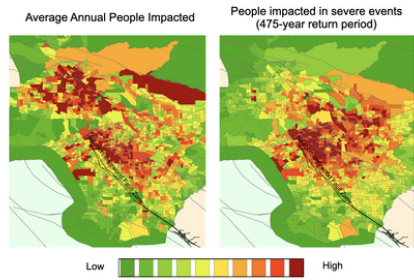 Average Annual People Impacted
People impacted in severe events
(475-year return period)
Low
High